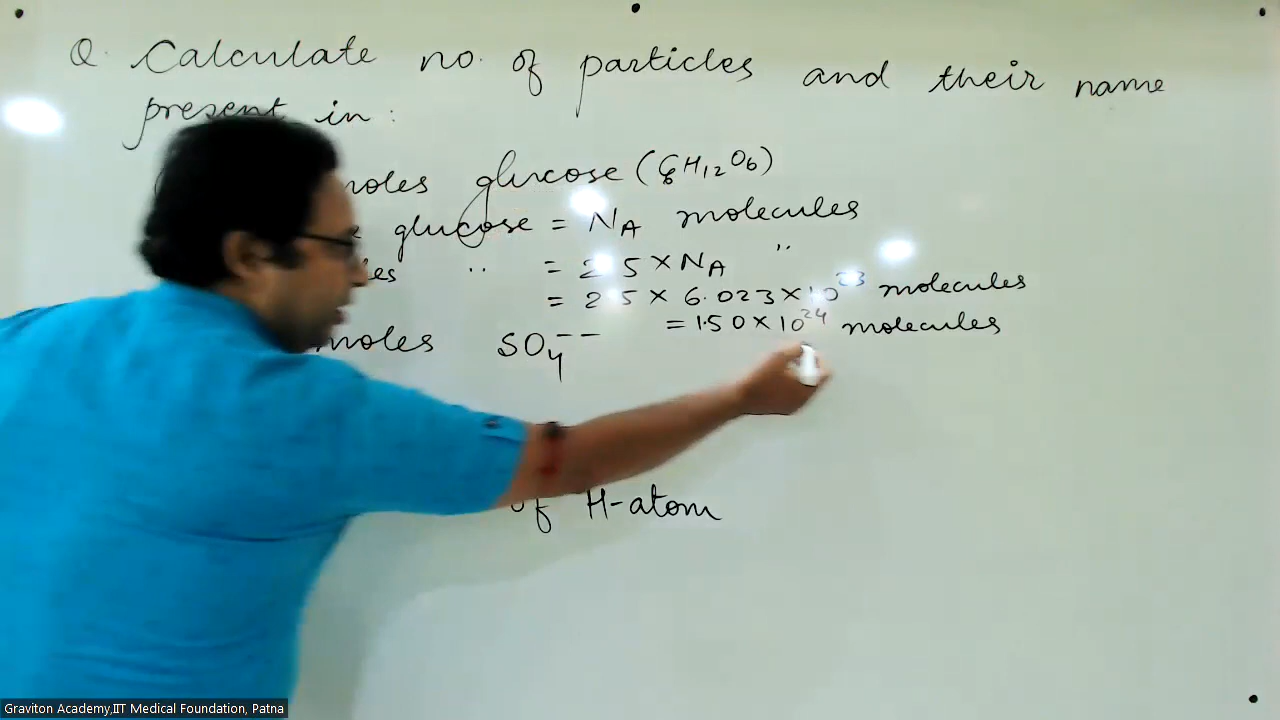 Q. Calculate no. of particles and their name
present in :
moles glucose (C6H12O6)
glucose = NA molecules
" = 2.5 × NA "
= 2.5 × 6.023 × 10^23 molecules
= 1.50 × 10^24 molecules
moles SO4^--
of H-atom
Graviton Academy,IIT Medical Foundation, Patna